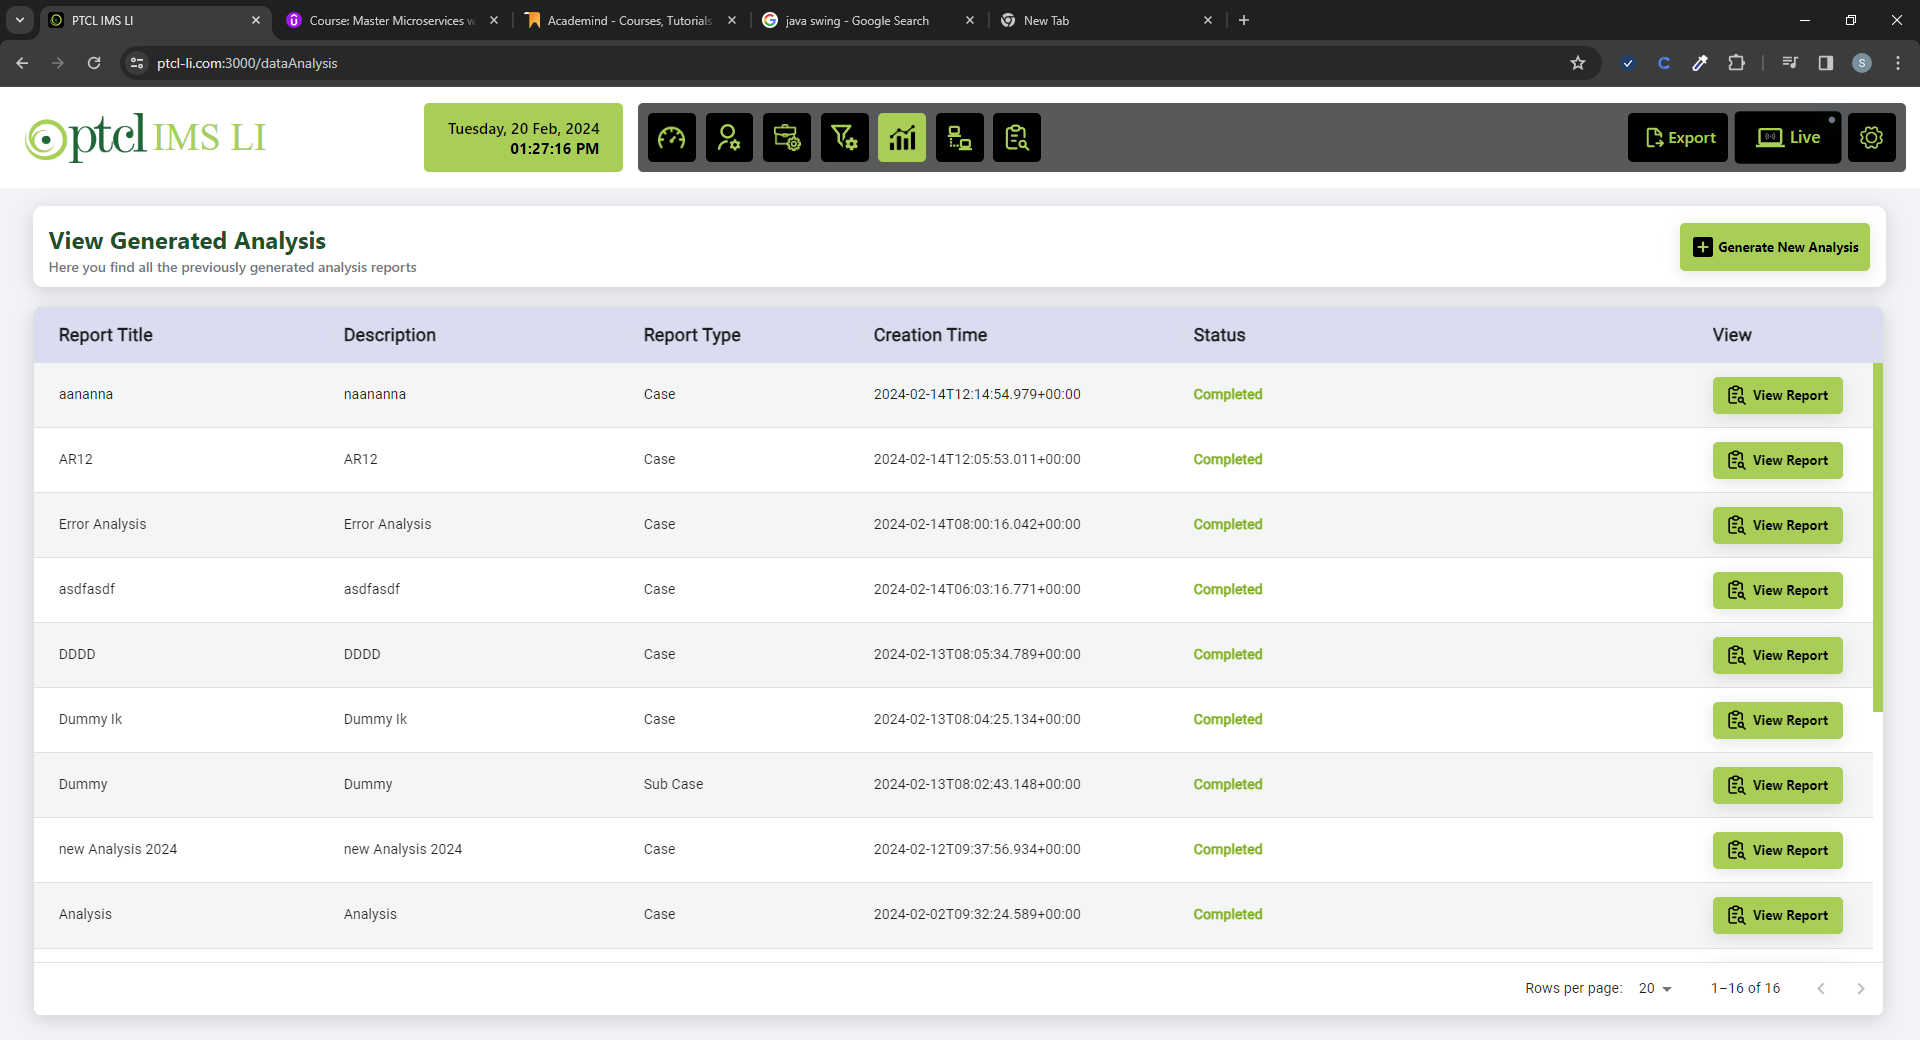 PTCL IMS LI
Course: Master Microservices w
Academind - Courses, Tutorials
java swing - Google Search
New Tab
ptcl-li.com:3000/dataAnalysis
S
ptcl IMS LI
Tuesday, 20 Feb, 2024
01:27:16 PM
Export
Live
View Generated Analysis
Here you find all the previously generated analysis reports
Generate New Analysis
Report Title Description Report Type Creation Time Status View
aananna naananna Case 2024-02-14T12:14:54.979+00:00 Completed View Report
AR12 AR12 Case 2024-02-14T12:05:53.011+00:00 Completed View Report
Error Analysis Error Analysis Case 2024-02-14T08:00:16.042+00:00 Completed View Report
asdfasdf asdfasdf Case 2024-02-14T06:03:16.771+00:00 Completed View Report
DDDD DDDD Case 2024-02-13T08:05:34.789+00:00 Completed View Report
Dummy Ik Dummy Ik Case 2024-02-13T08:04:25.134+00:00 Completed View Report
Dummy Dummy Sub Case 2024-02-13T08:02:43.148+00:00 Completed View Report
new Analysis 2024 new Analysis 2024 Case 2024-02-12T09:37:56.934+00:00 Completed View Report
Analysis Analysis Case 2024-02-02T09:32:24.589+00:00 Completed View Report
Rows per page: 20 1–16 of 16